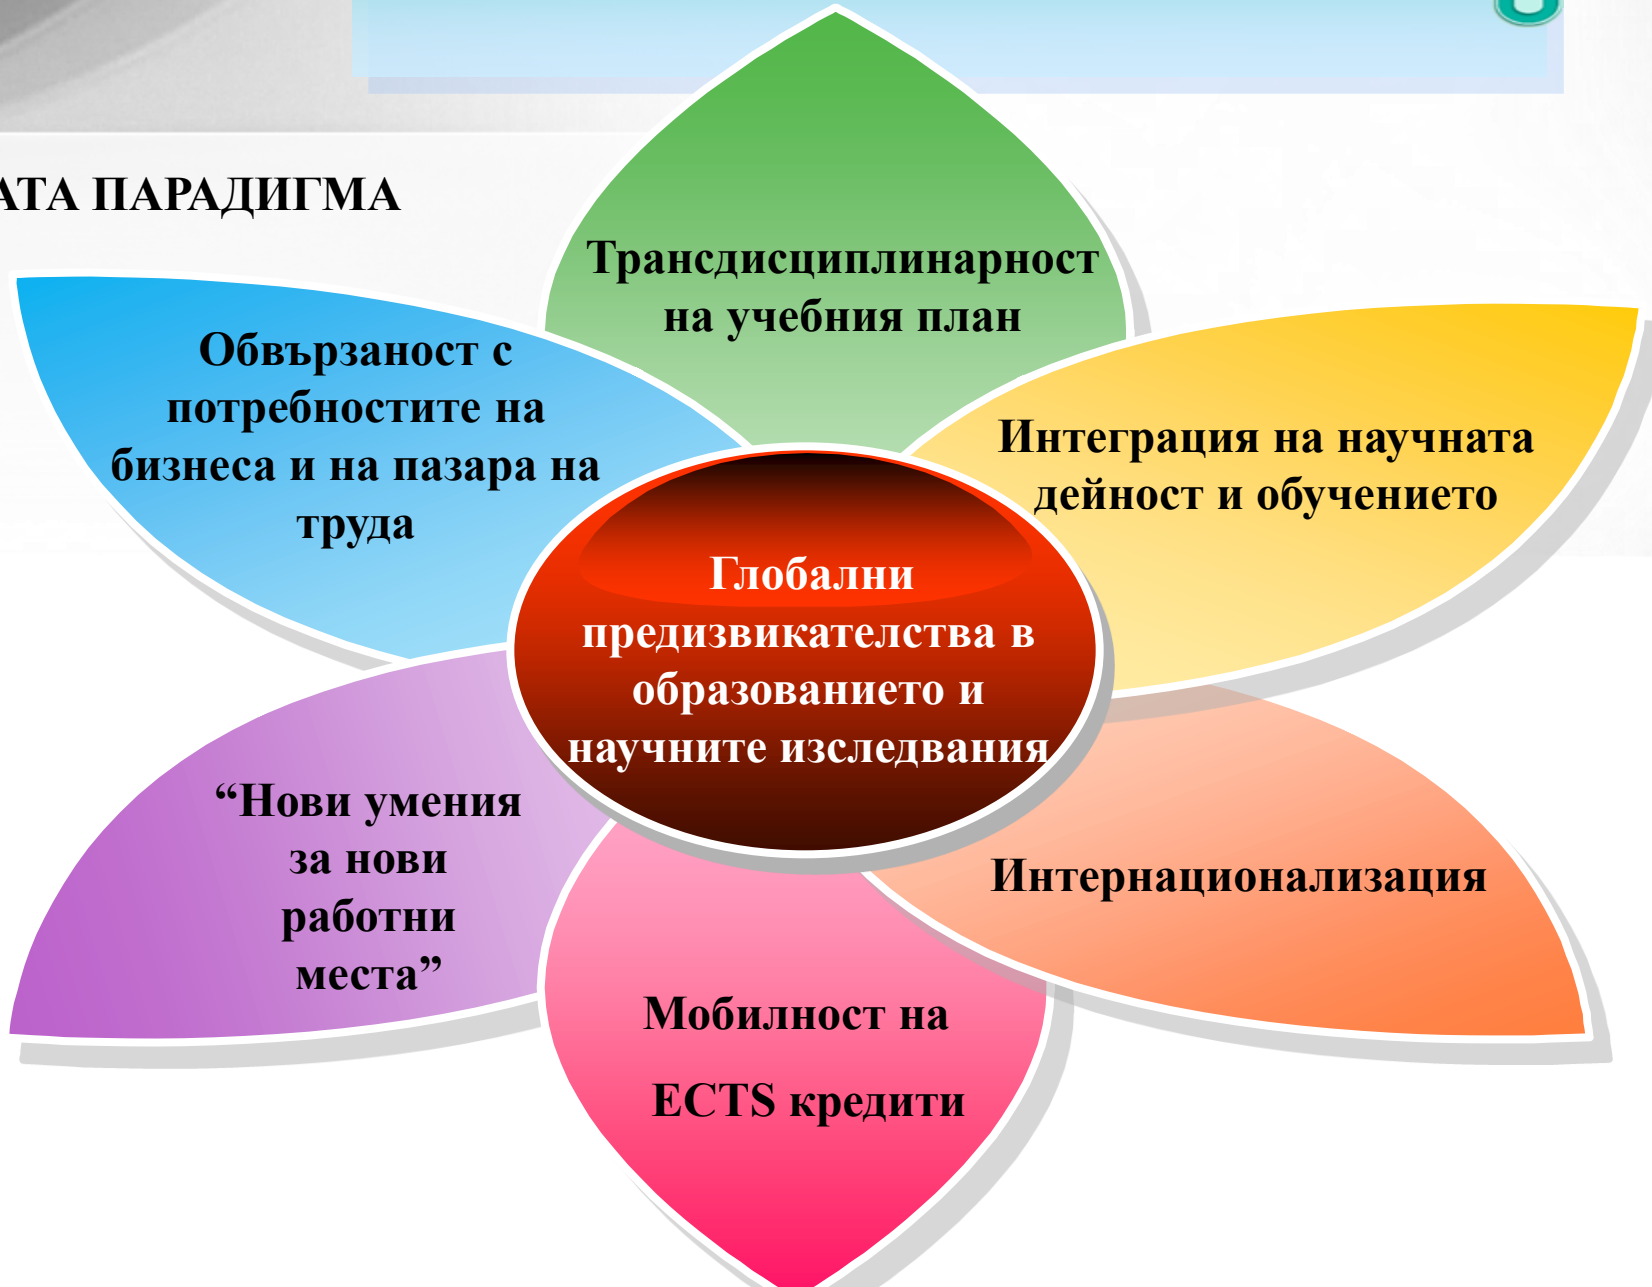 ПАРАДИГМА
Трансдисциплинарност
на учебния план
Обвързаност с
потребностите на
бизнеса и на пазара на
труда
Интеграция на научната
дейност и обучението
Глобални
предизвикателства в
образованието и
научните изследвания
“Нови умения
за нови
работни
места”
Интернационализация
Мобилност на
ECTS кредити